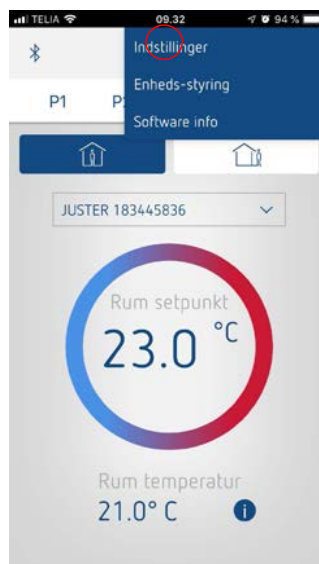 TELIA 09.32 94 %
Indstillinger
Enheds-styring
Software info
P1 P
JUSTER 183445836
Rum setpunkt
23.0 °C
Rum temperatur
21.0° C i